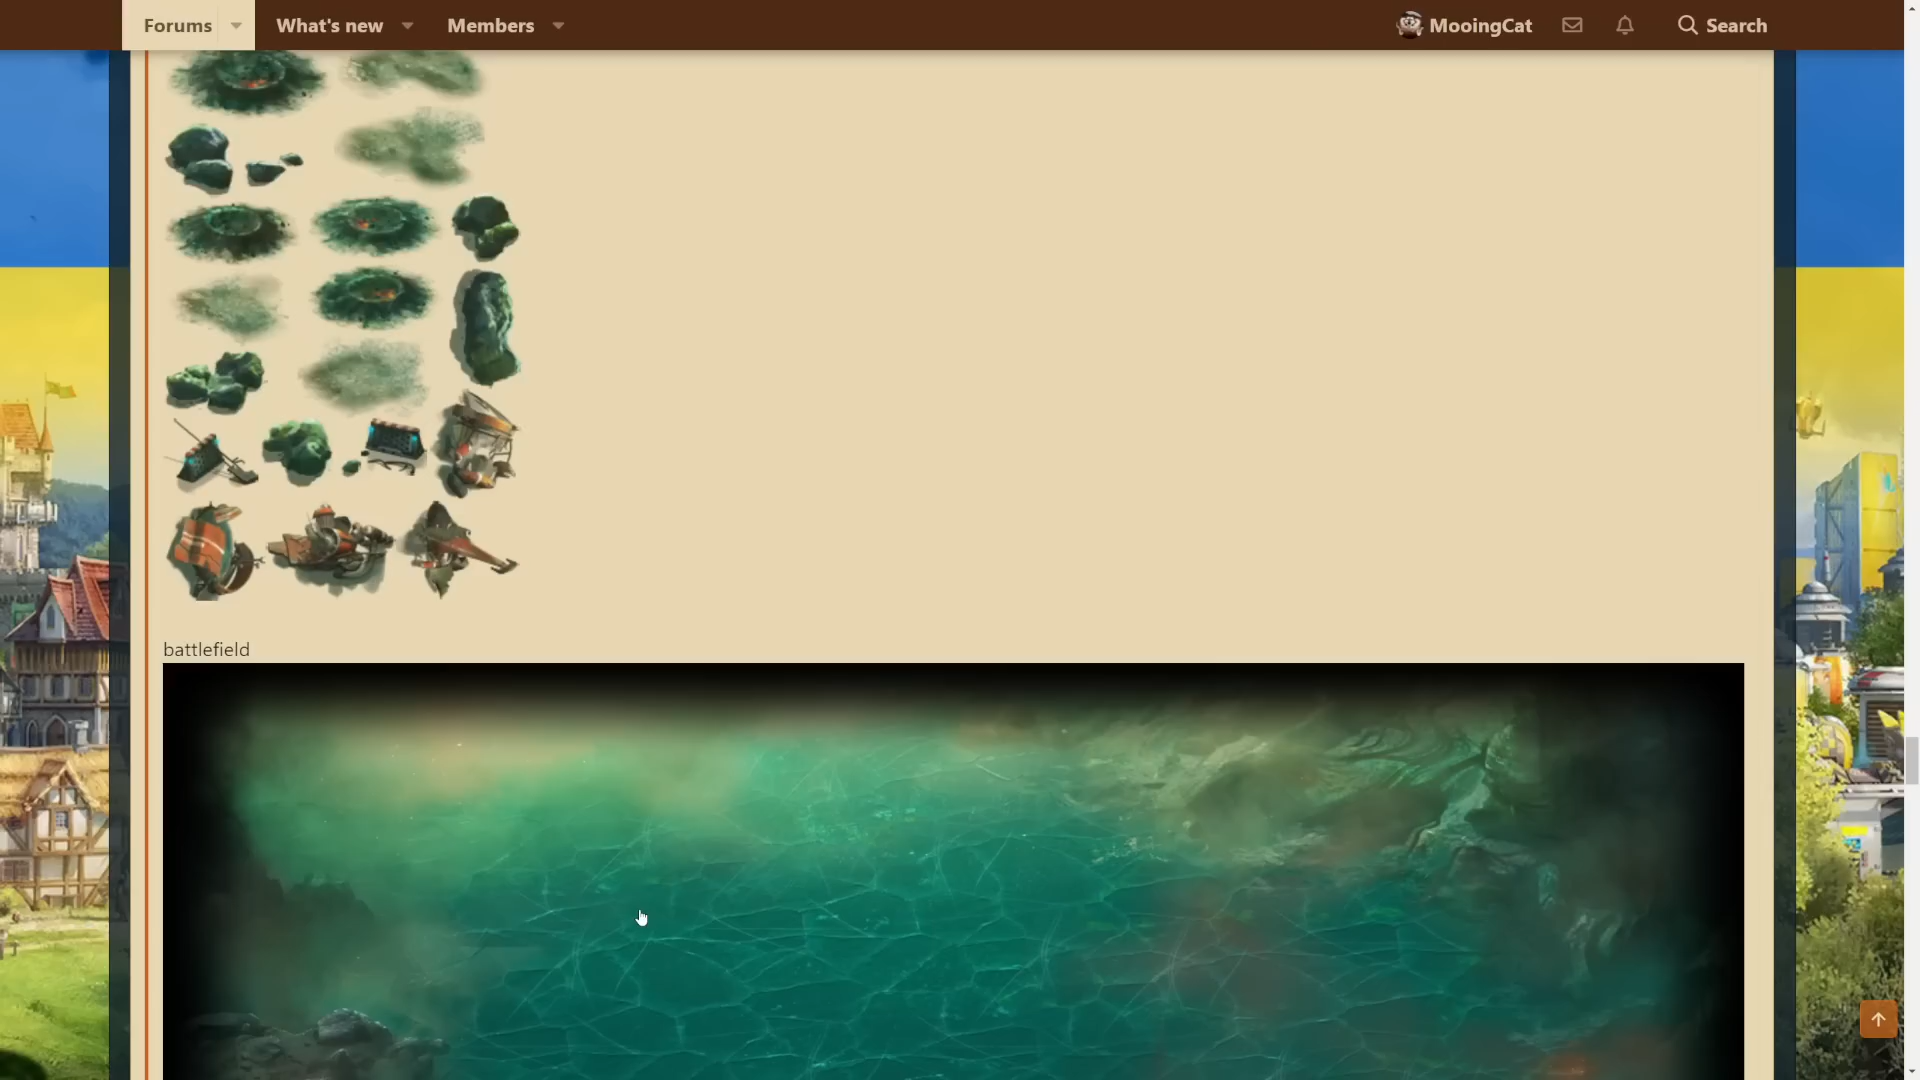 Forums
What's new
Members
MooingCat
Search
battlefield